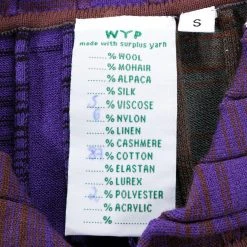 WYP
made with surplus yarn
S
% WOOL
% MOHAIR
% ALPACA
% SILK
% VISCOSE
% NYLON
% LINEN
% CASHMERE
% COTTON
% ELASTAN
% LUREX
% POLYESTER
% ACRYLIC
%